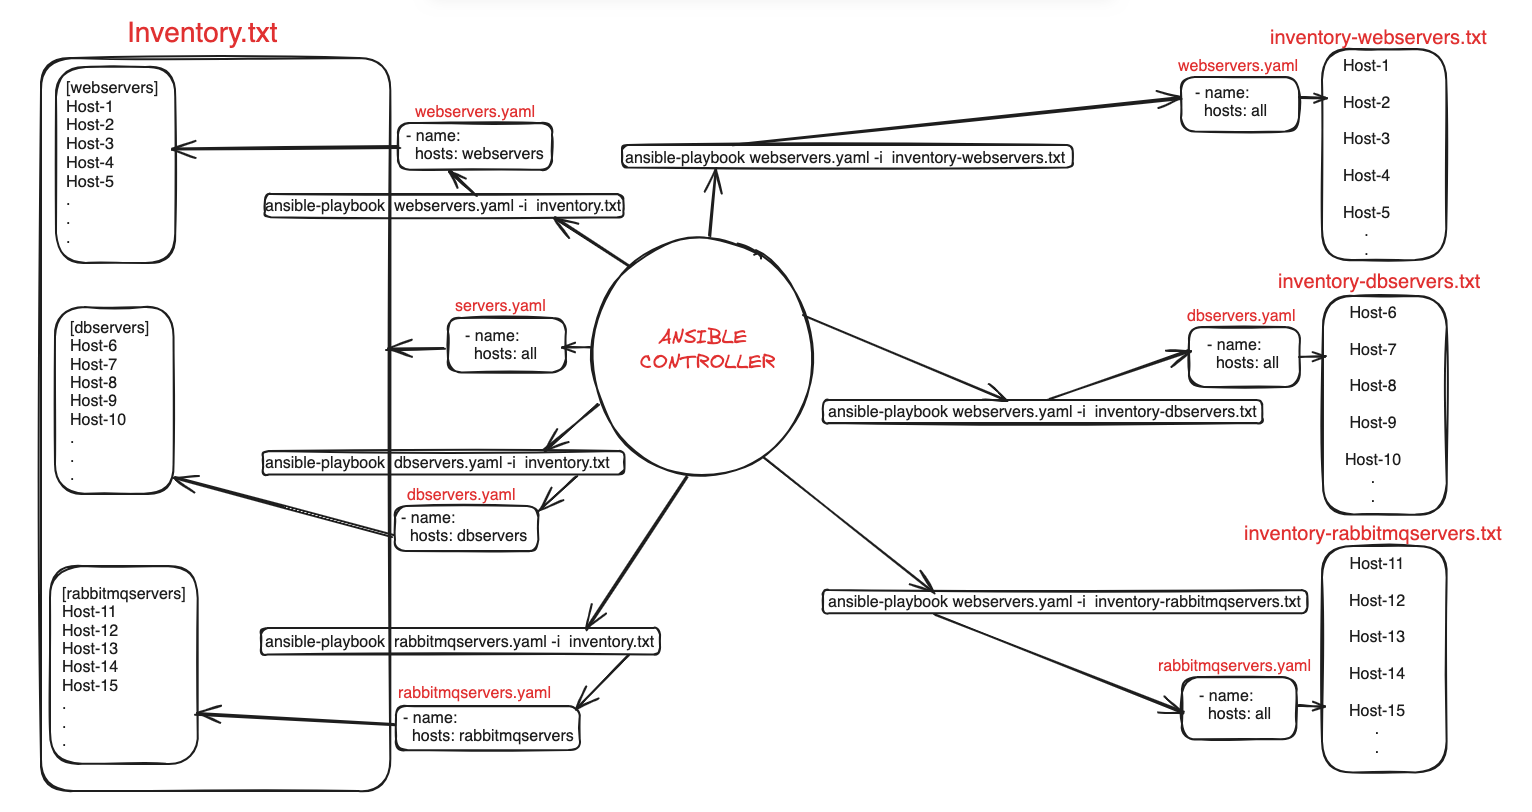 Inventory.txt
[webservers]
Host-1
Host-2
Host-3
Host-4
Host-5
.
.
.
[dbservers]
Host-6
Host-7
Host-8
Host-9
Host-10
.
.
.
[rabbitmqservers]
Host-11
Host-12
Host-13
Host-14
Host-15
.
.
.
webservers.yaml
- name:
hosts: webservers
ansible-playbook webservers.yaml -i inventory.txt
servers.yaml
- name:
hosts: all
ansible-playbook dbservers.yaml -i inventory.txt
dbservers.yaml
- name:
hosts: dbservers
ansible-playbook rabbitmqservers.yaml -i inventory.txt
rabbitmqservers.yaml
- name:
hosts: rabbitmqservers
ANSIBLE
CONTROLLER
ansible-playbook webservers.yaml -i inventory-webservers.txt
webservers.yaml
- name:
hosts: all
inventory-webservers.txt
Host-1
Host-2
Host-3
Host-4
Host-5
.
.
ansible-playbook webservers.yaml -i inventory-dbservers.txt
dbservers.yaml
- name:
hosts: all
inventory-dbservers.txt
Host-6
Host-7
Host-8
Host-9
Host-10
.
.
ansible-playbook webservers.yaml -i inventory-rabbitmqservers.txt
rabbitmqservers.yaml
- name:
hosts: all
inventory-rabbitmqservers.txt
Host-11
Host-12
Host-13
Host-14
Host-15
.
.